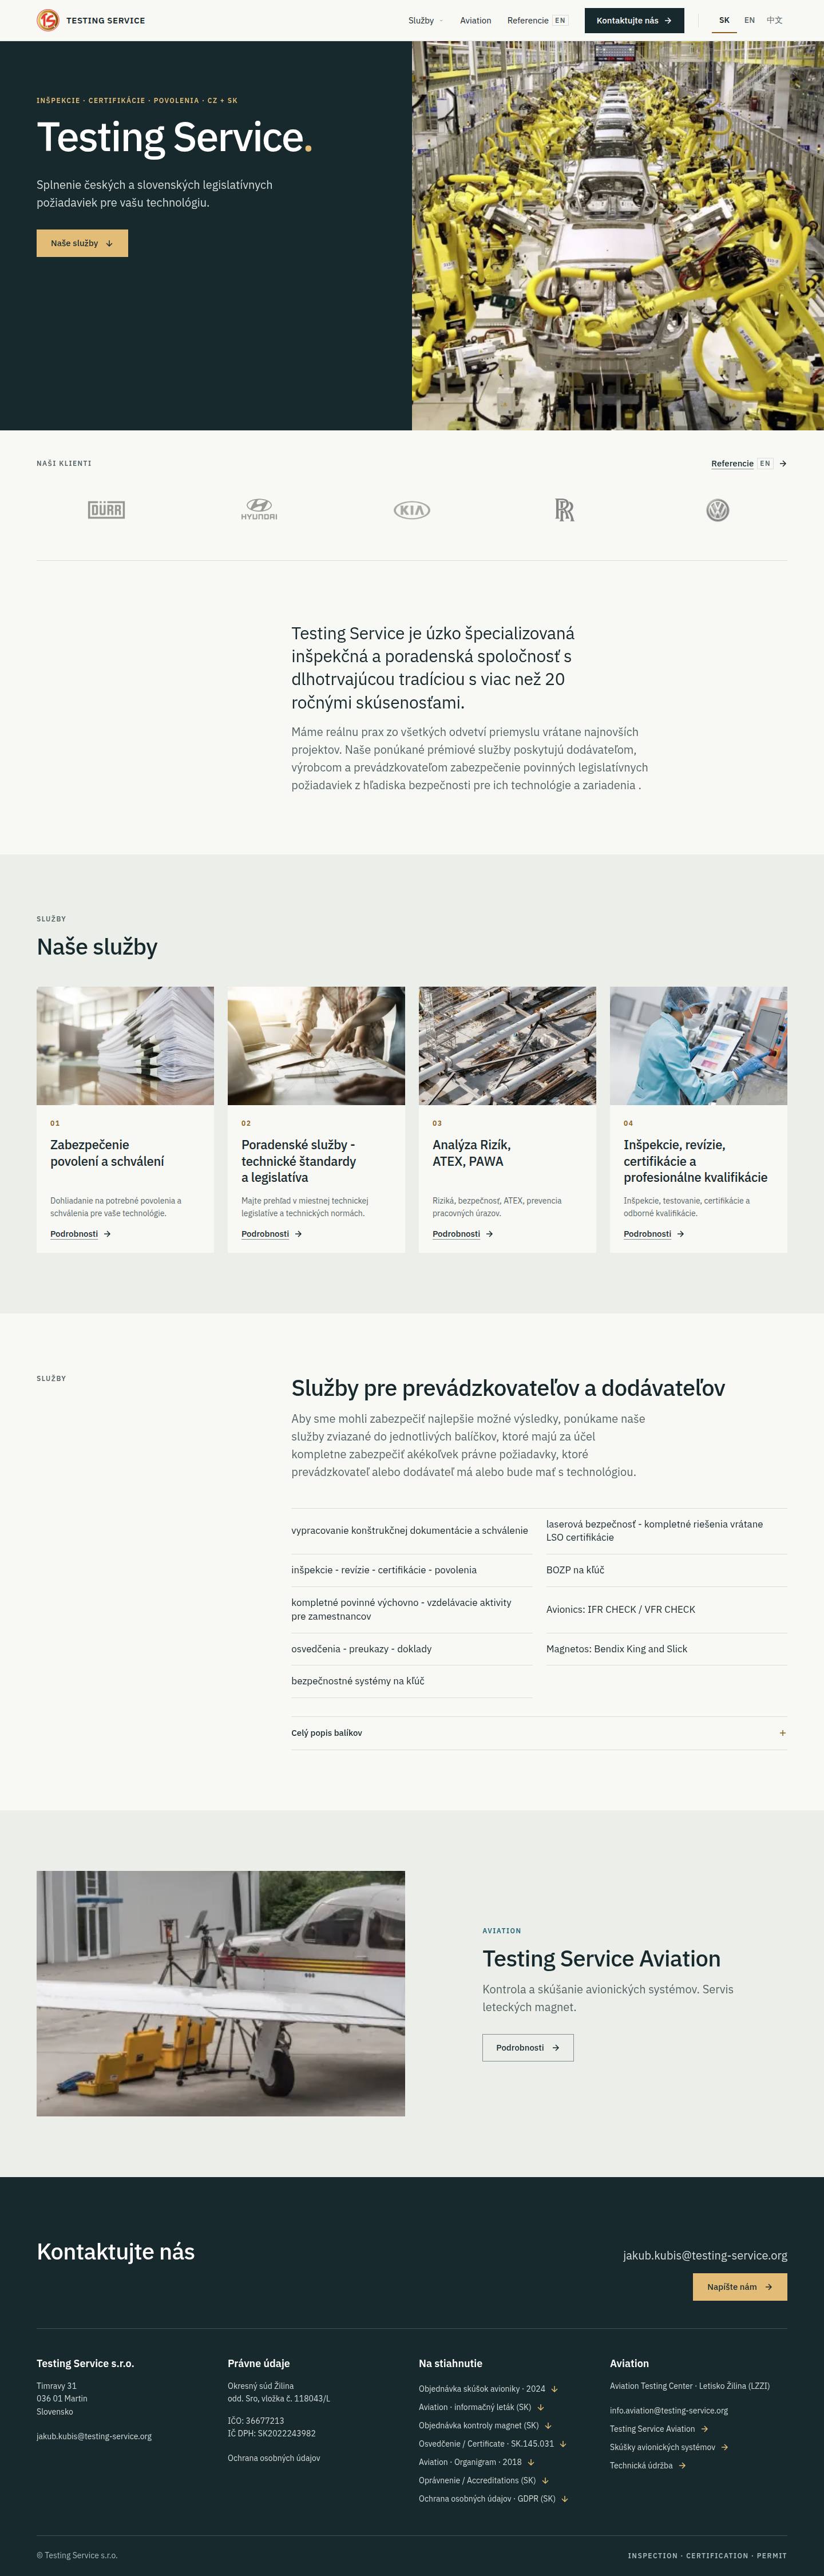 TESTING SERVICE
Služby
Aviation
Referencie EN
Kontaktujte nás
SK
EN
中文
INŠPEKCIE · CERTIFIKÁCIE · POVOLENIA · CZ + SK
Testing Service.
Splnenie českých a slovenských legislatívnych
požiadaviek pre vašu technológiu.
Naše služby
NAŠI KLIENTI
Referencie EN
DÜRR
HYUNDAI
KIA
RR
VW
Testing Service je úzko špecializovaná
inšpekčná a poradenská spoločnosť s
dlhotrvajúcou tradíciou s viac než 20
ročnými skúsenosťami.
Máme reálnu prax zo všetkých odvetví priemyslu vrátane najnovších
projektov. Naše ponúkané prémiové služby poskytujú dodávateľom,
výrobcom a prevádzkovateľom zabezpečenie povinných legislatívnych
požiadaviek z hľadiska bezpečnosti pre ich technológie a zariadenia .
SLUŽBY
Naše služby
01
Zabezpečenie
povolení a schválení
Dohliadanie na potrebné povolenia a
schválenia pre vaše technológie.
Podrobnosti
02
Poradenské služby -
technické štandardy
a legislatíva
Majte prehľad v miestnej technickej
legislatíve a technických normách.
Podrobnosti
03
Analýza Rizík,
ATEX, PAWA
Riziká, bezpečnosť, ATEX, prevencia
pracovných úrazov.
Podrobnosti
04
Inšpekcie, revízie,
certifikácie a
profesionálne kvalifikácie
Inšpekcie, testovanie, certifikácie a
odborné kvalifikácie.
Podrobnosti
SLUŽBY
Služby pre prevádzkovateľov a dodávateľov
Aby sme mohli zabezpečiť najlepšie možné výsledky, ponúkame naše
služby zviazané do jednotlivých balíčkov, ktoré majú za účel
kompletne zabezpečiť akékoľvek právne požiadavky, ktoré
prevádzkovateľ alebo dodávateľ má alebo bude mať s technológiou.
vypracovanie konštrukčnej dokumentácie a schválenie
laserová bezpečnosť - kompletné riešenia vrátane
LSO certifikácie
inšpekcie - revízie - certifikácie - povolenia
BOZP na kľúč
kompletné povinné výchovno - vzdelávacie aktivity
pre zamestnancov
Avionics: IFR CHECK / VFR CHECK
osvedčenia - preukazy - doklady
Magnetos: Bendix King and Slick
bezpečnostné systémy na kľúč
Celý popis balíkov
+
AVIATION
Testing Service Aviation
Kontrola a skúšanie avionických systémov. Servis
leteckých magnet.
Podrobnosti
Kontaktujte nás
jakub.kubis@testing-service.org
Napíšte nám
Testing Service s.r.o.
Timravy 31
036 01 Martin
Slovensko
jakub.kubis@testing-service.org
Právne údaje
Okresný súd Žilina
odd. Sro, vložka č. 118043/L
IČO: 36677213
IČ DPH: SK2022243982
Ochrana osobných údajov
Na stiahnutie
Objednávka skúšok avioniky · 2024
Aviation · informačný leták (SK)
Objednávka kontroly magnet (SK)
Osvedčenie / Certificate · SK.145.031
Aviation · Organigram · 2018
Oprávnenie / Accreditations (SK)
Ochrana osobných údajov · GDPR (SK)
Aviation
Aviation Testing Center · Letisko Žilina (LZZI)
info.aviation@testing-service.org
Testing Service Aviation
Skúšky avionických systémov
Technická údržba
© Testing Service s.r.o.
INSPECTION · CERTIFICATION · PERMIT